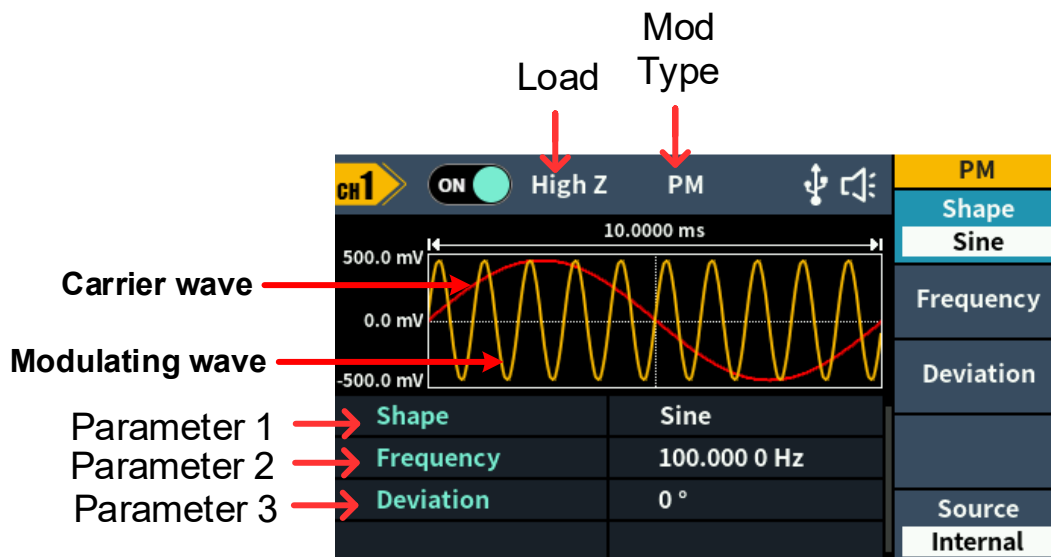 Mod
Type
Load
CH1
ON
High Z
PM
PM
Shape
Sine
Frequency
Deviation
Source
Internal
10.0000 ms
500.0 mV
0.0 mV
-500.0 mV
Carrier wave
Modulating wave
Parameter 1
Shape
Sine
Parameter 2
Frequency
100.000 0 Hz
Parameter 3
Deviation
0 °